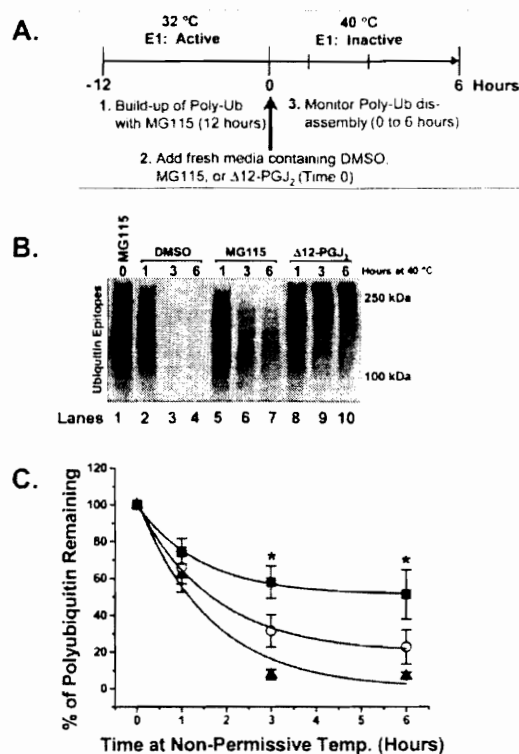 A.
32 °C
E1: Active
40 °C
E1: Inactive
-12
0
6
Hours
1. Build-up of Poly-Ub
with MG115 (12 hours)
3. Monitor Poly-Ub dis-
assembly (0 to 6 hours)
2. Add fresh media containing DMSO,
MG115, or Δ12-PGJ2 (Time 0)
B.
MG115
DMSO
MG115
Δ12-PGJ2
0 1 3 6 1 3 6 1 3 6 Hours at 40 °C
Ubiquitin Epitopes
250 kDa
100 kDa
Lanes 1 2 3 4 5 6 7 8 9 10
C.
% of Polyubiquitin Remaining
120
100
80
60
40
20
0
* *
0 1 2 3 4 5 6
Time at Non-Permissive Temp. (Hours)